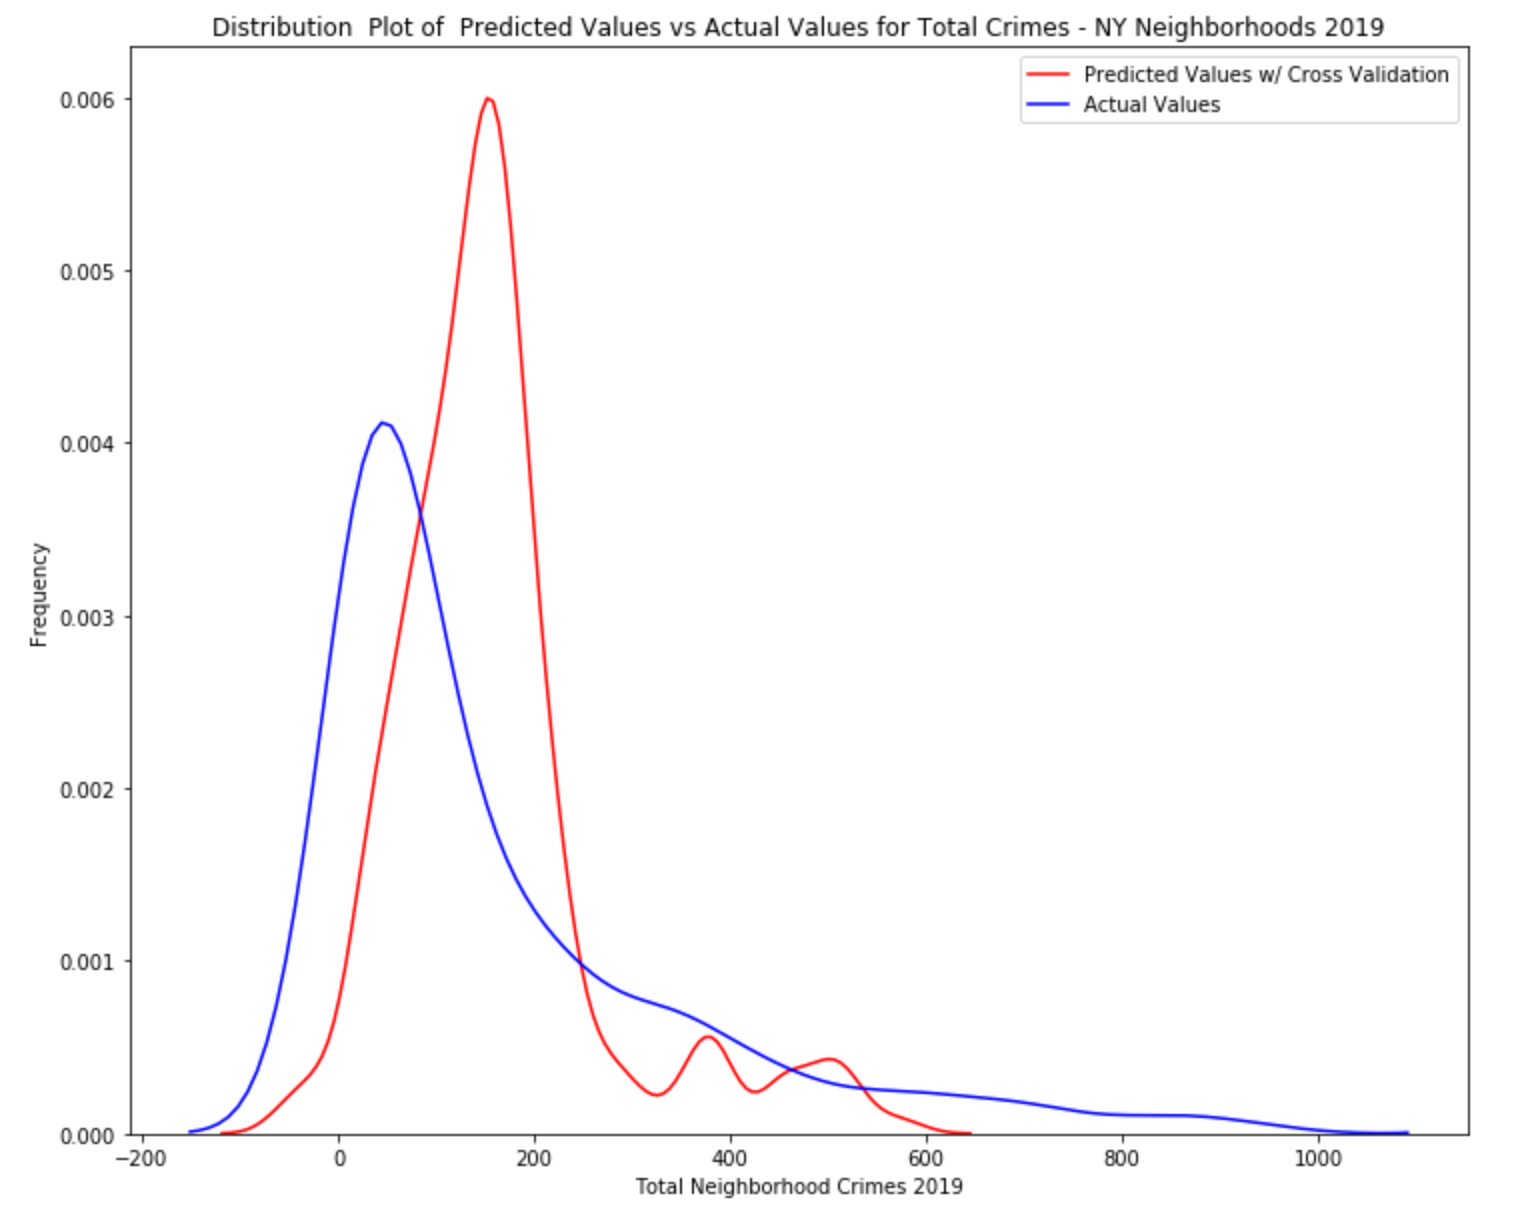 Distribution  Plot of  Predicted Values vs Actual Values for Total Crimes - NY Neighborhoods 2019
Predicted Values w/ Cross Validation
Actual Values
0.006
0.005
0.004
0.003
0.002
0.001
0.000
Frequency
−200 0 200 400 600 800 1000
Total Neighborhood Crimes 2019